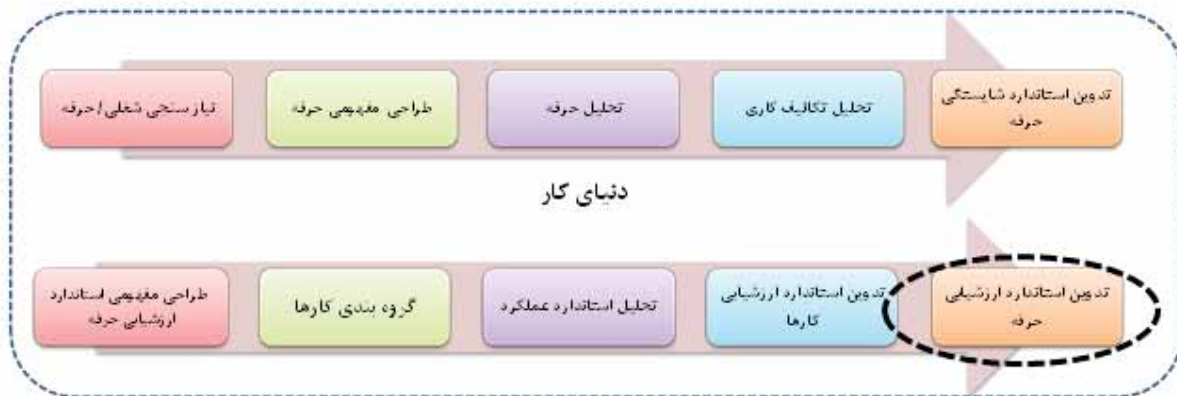 نیاز سنجی شغلی/حرفه
طراحی مفهومی حرفه
تحلیل حرفه
تحلیل تکالیف کاری
تدوین استاندارد شایستگی
حرفه
دنیای کار
طراحی مفهومی استاندارد
ارزشیابی حرفه
گروه بندی کارها
تحلیل استاندارد عملکرد
تدوین استاندارد ارزشیابی
کارها
تدوین استاندارد ارزشیابی
حرفه